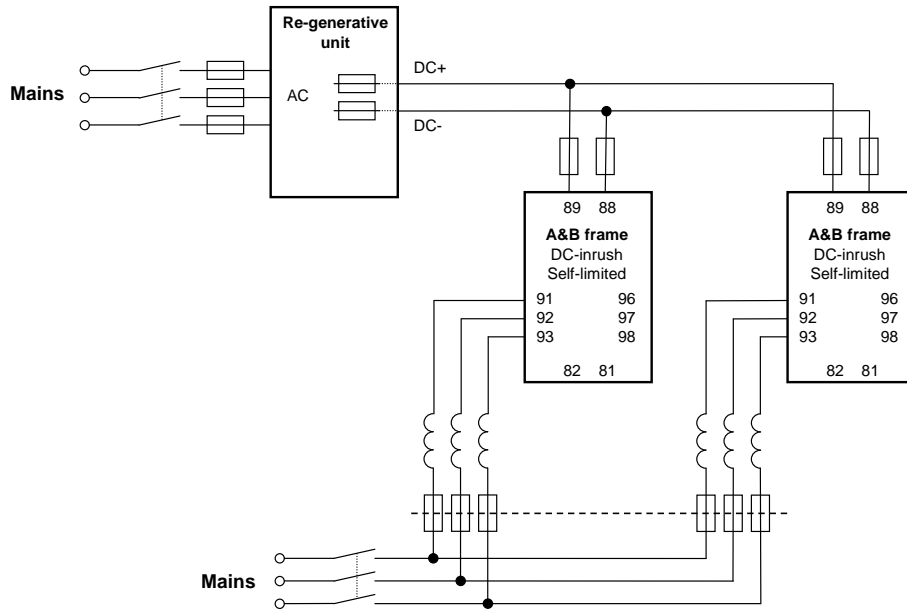 Re-generative
unit
Mains
AC
DC+
DC-
89 88
A&B frame
DC-inrush
Self-limited
91 96
92 97
93 98
82 81
89 88
A&B frame
DC-inrush
Self-limited
91 96
92 97
93 98
82 81
Mains